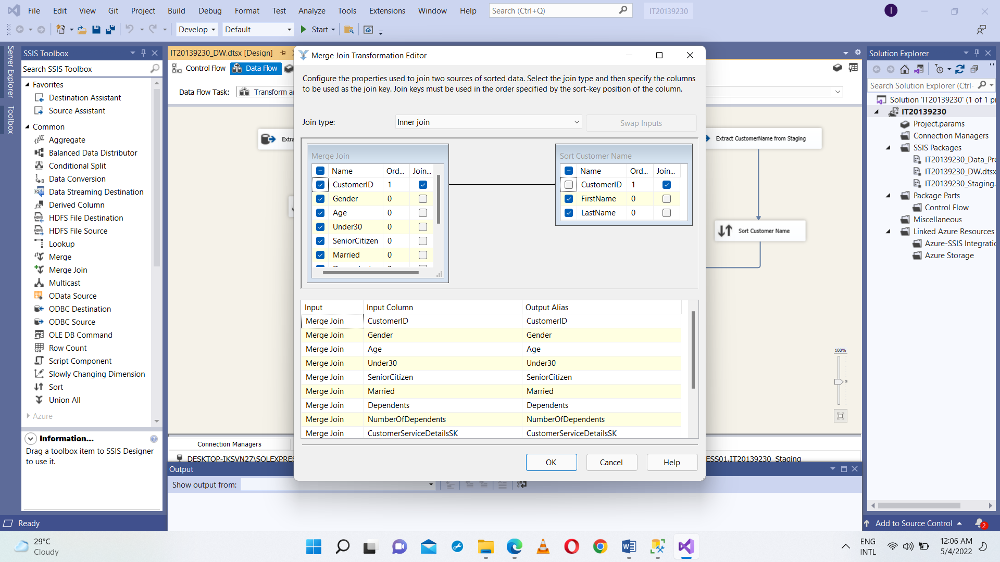 File Edit View Git Project Build Debug Format Test Analyze Tools Extensions Window Help Search (Ctrl+Q) IT20139230 I
Develop Default Start
Server Explorer
Toolbox
SSIS Toolbox
Search SSIS Toolbox
Favorites
Destination Assistant
Source Assistant
Common
Aggregate
Balanced Data Distributor
Conditional Split
Data Conversion
Data Streaming Destination
Derived Column
HDFS File Destination
HDFS File Source
Lookup
Merge
Merge Join
Multicast
OData Source
ODBC Destination
ODBC Source
OLE DB Command
Row Count
Script Component
Slowly Changing Dimension
Sort
Union All
Azure
Information...
Drag a toolbox item to SSIS Designer
to use it.
IT20139230_DW.dtsx [Design]
Control Flow Data Flow
Data Flow Task: Transform a
Extra
Extract CustomerName from Staging
Sort Customer Name
100%
Merge Join Transformation Editor
Configure the properties used to join two sources of sorted data. Select the join type and then specify the columns
to be used as the join key. Join keys must be used in the order specified by the sort-key position of the column.
Join type: Inner join Swap Inputs
Merge Join
Name Ord... Join...
CustomerID 1
Gender 0
Age 0
Under30 0
SeniorCitizen 0
Married 0
Sort Customer Name
Name Ord... Join...
CustomerID 1
FirstName 0
LastName 0
Input Input Column Output Alias
Merge Join CustomerID CustomerID
Merge Join Gender Gender
Merge Join Age Age
Merge Join Under30 Under30
Merge Join SeniorCitizen SeniorCitizen
Merge Join Married Married
Merge Join Dependents Dependents
Merge Join NumberOfDependents NumberOfDependents
Merge Join CustomerServiceDetailsSK CustomerServiceDetailsSK
OK Cancel Help
Connection Managers
DESKTOP-IKSVN27\SQLEXPRES
ESS01.IT20139230_Staging
Output
Show output from:
Solution Explorer
Search Solution Explorer (Ctrl-
Solution 'IT20139230' (1 of 1 p
IT20139230
Project.params
Connection Managers
SSIS Packages
IT20139230_Data_Pr
IT20139230_DW.dtsx
IT20139230_Staging.
Package Parts
Control Flow
Miscellaneous
Linked Azure Resources
Azure-SSIS Integratio
Azure Storage
Ready
Add to Source Control 2
29°C
Cloudy
ENG
INTL
12:06 AM
5/4/2022